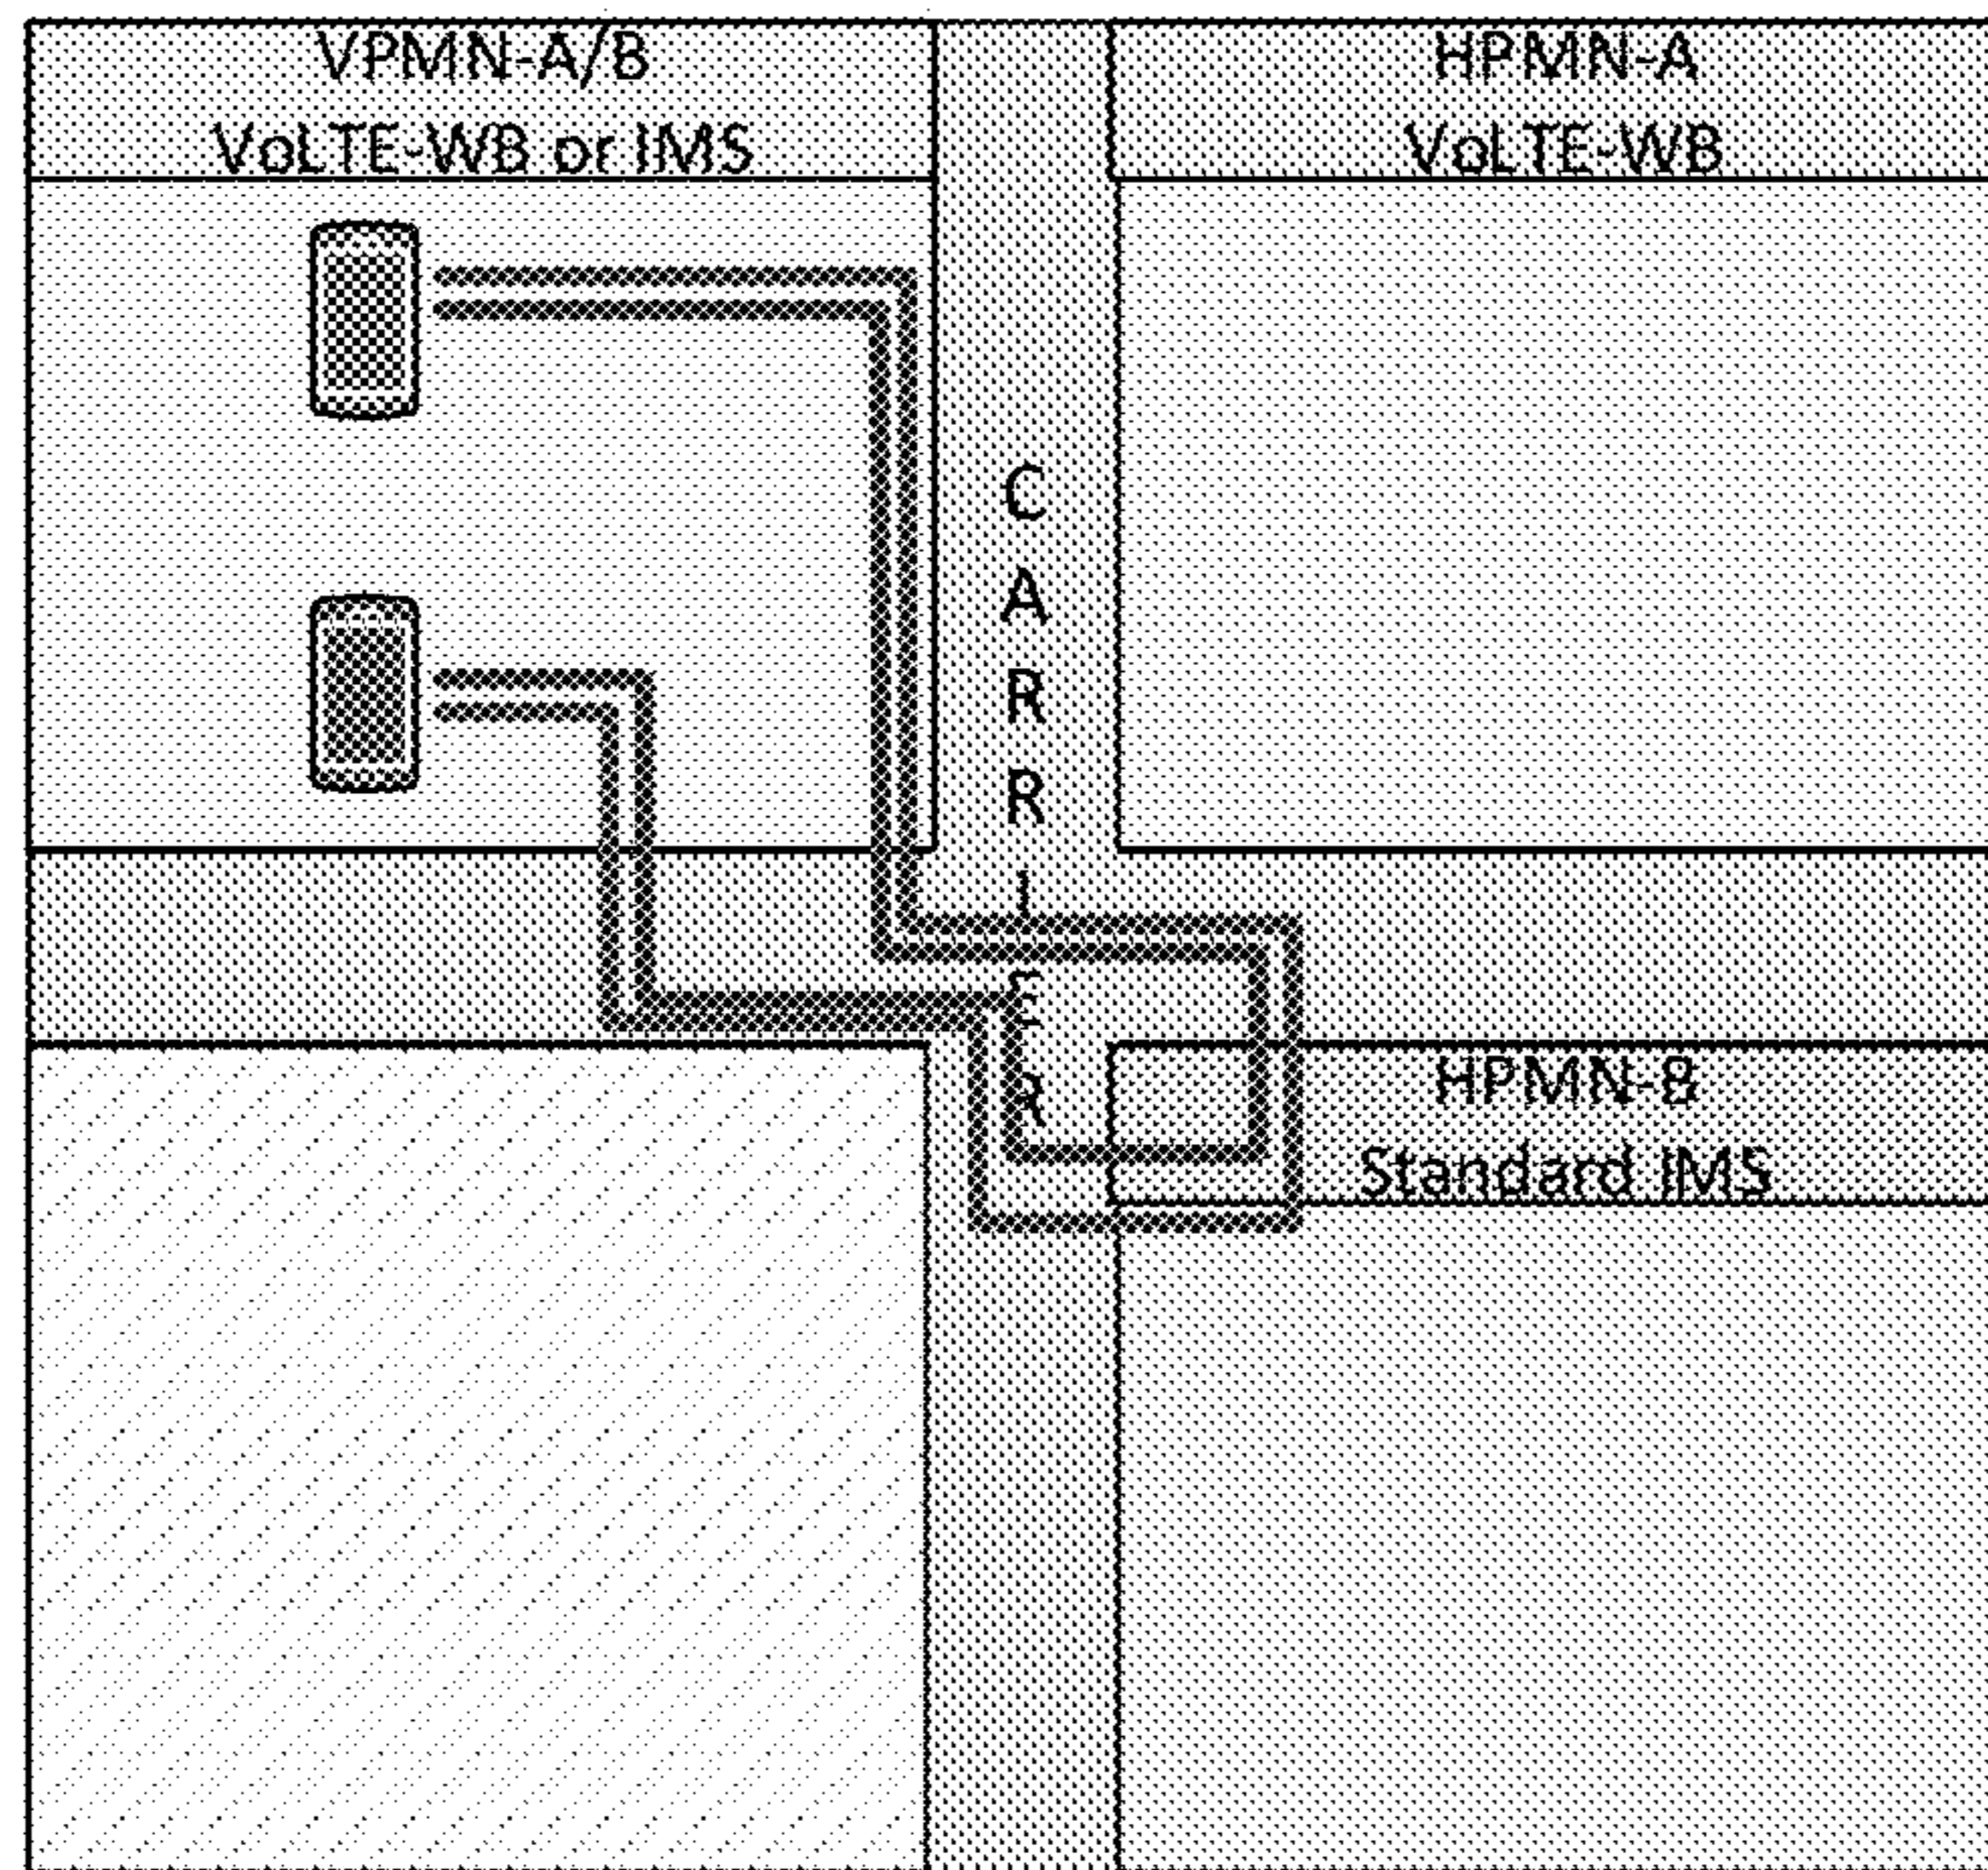 VPMN-A/B
VoLTE-WB or IMS
HPMN-A
VoLTE-WB
C
A
R
R
I
E
R
HPMN-B
Standard IMS